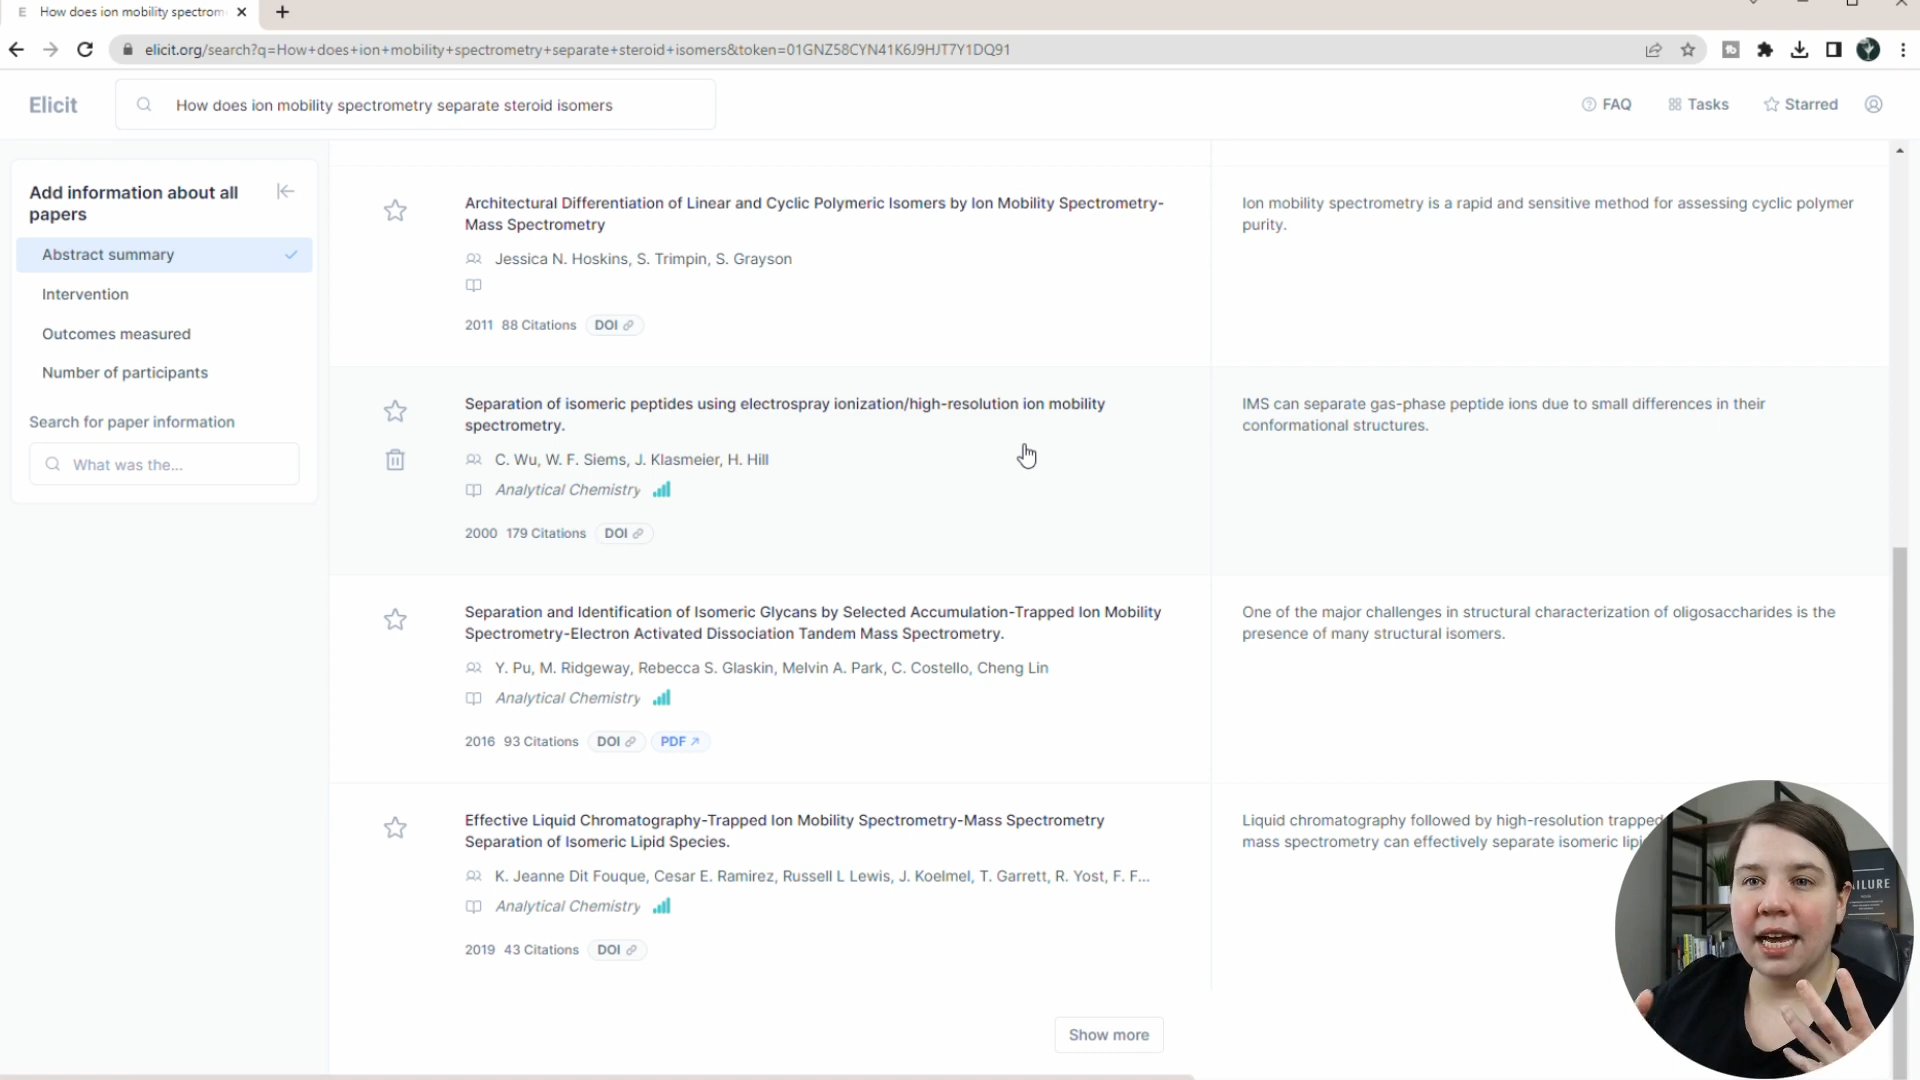 E How does ion mobility spectrom
elicit.org/search?q=How+does+ion+mobility+spectrometry+separate+steroid+isomers&token=01GNZ58CYN41K6J9HJT7Y1DQ91
Elicit
How does ion mobility spectrometry separate steroid isomers
FAQ
Tasks
Starred
Add information about all
papers
Abstract summary
Intervention
Outcomes measured
Number of participants
Search for paper information
What was the...
Architectural Differentiation of Linear and Cyclic Polymeric Isomers by Ion Mobility Spectrometry-
Mass Spectrometry
Jessica N. Hoskins, S. Trimpin, S. Grayson
2011 88 Citations DOI
Ion mobility spectrometry is a rapid and sensitive method for assessing cyclic polymer
purity.
Separation of isomeric peptides using electrospray ionization/high-resolution ion mobility
spectrometry.
C. Wu, W. F. Siems, J. Klasmeier, H. Hill
Analytical Chemistry
2000 179 Citations DOI
IMS can separate gas-phase peptide ions due to small differences in their
conformational structures.
Separation and Identification of Isomeric Glycans by Selected Accumulation-Trapped Ion Mobility
Spectrometry-Electron Activated Dissociation Tandem Mass Spectrometry.
Y. Pu, M. Ridgeway, Rebecca S. Glaskin, Melvin A. Park, C. Costello, Cheng Lin
Analytical Chemistry
2016 93 Citations DOI PDF
One of the major challenges in structural characterization of oligosaccharides is the
presence of many structural isomers.
Effective Liquid Chromatography-Trapped Ion Mobility Spectrometry-Mass Spectrometry
Separation of Isomeric Lipid Species.
K. Jeanne Dit Fouque, Cesar E. Ramirez, Russell L Lewis, J. Koelmel, T. Garrett, R. Yost, F. F...
Analytical Chemistry
2019 43 Citations DOI
Liquid chromatography followed by high-resolution trapped
mass spectrometry can effectively separate isomeric lipi
ILURE
Show more